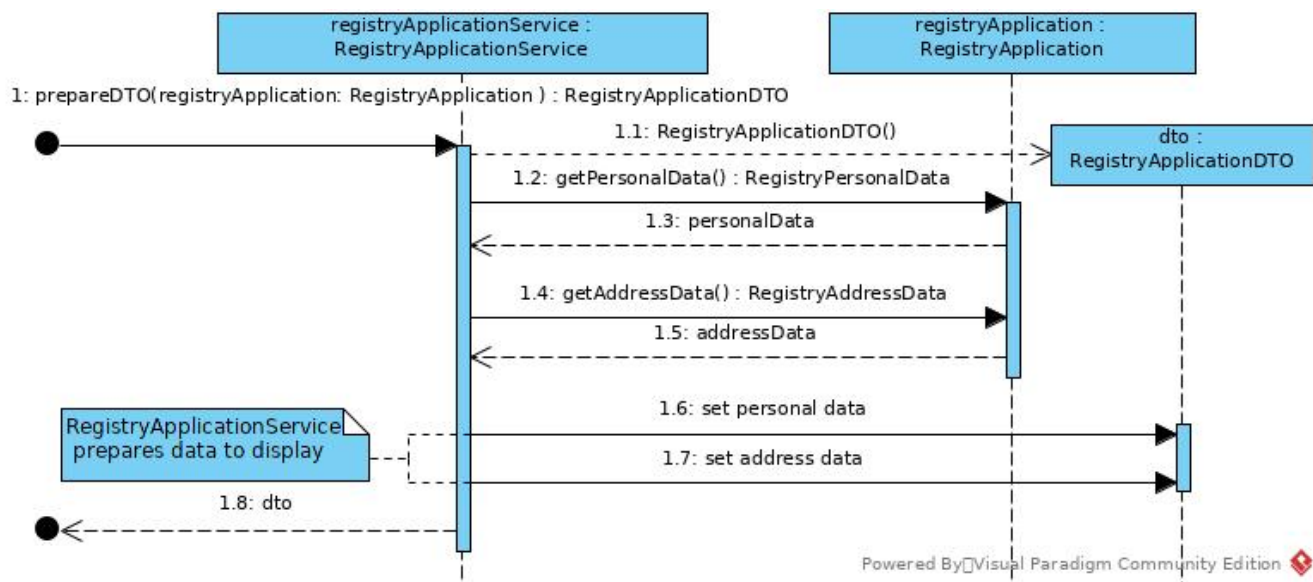 registryApplicationService :
RegistryApplicationService
registryApplication :
RegistryApplication
1: prepareDTO(registryApplication: RegistryApplication ) : RegistryApplicationDTO
1.1: RegistryApplicationDTO()
dto :
RegistryApplicationDTO
1.2: getPersonalData() : RegistryPersonalData
1.3: personalData
1.4: getAddressData() : RegistryAddressData
1.5: addressData
1.6: set personal data
RegistryApplicationService
prepares data to display
1.7: set address data
1.8: dto
Powered By▯Visual Paradigm Community Edition